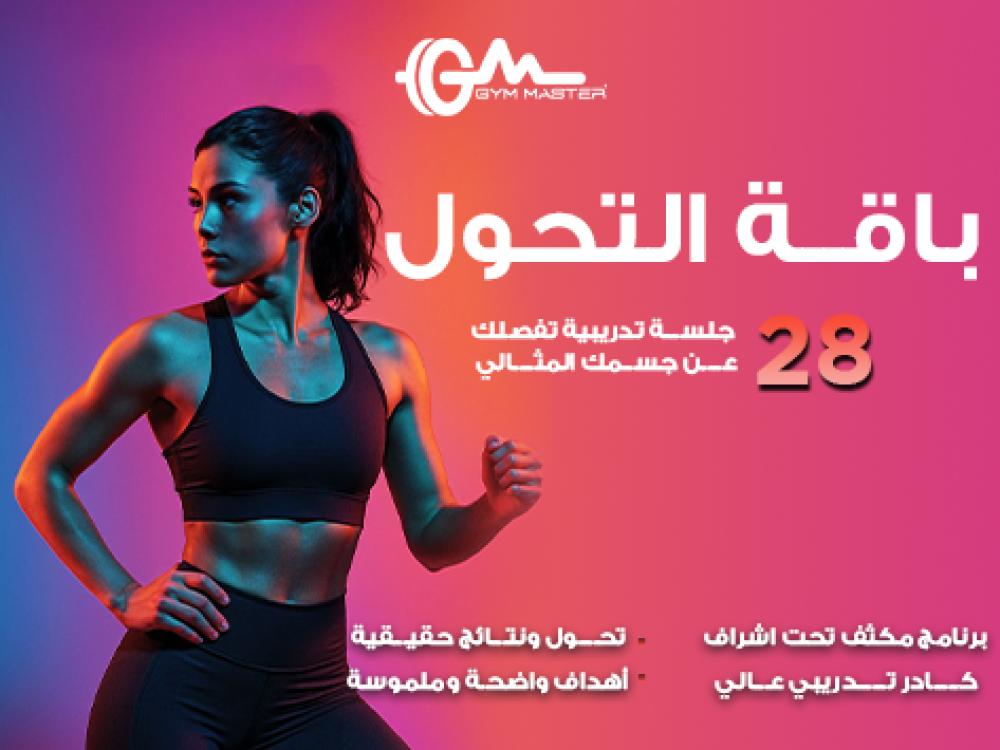 GYM MASTER
باقة التحول
28
جلسة تدريبية تفصلك
عن جسمك المثالي
برنامج مكثف تحت اشراف
كادر تدريبي عالي
تحول ونتائج حقيقية
أهداف واضحة وملموسة